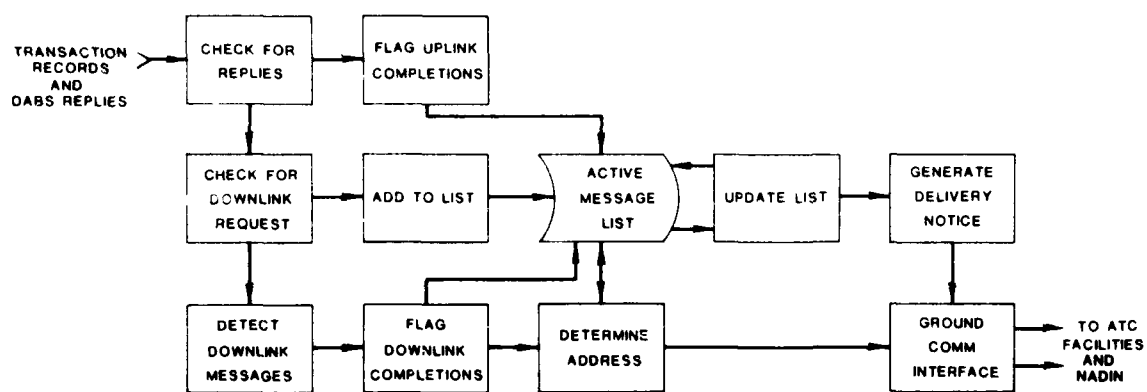 TRANSACTION
RECORDS
AND
DABS REPLIES
CHECK FOR
REPLIES
FLAG UPLINK
COMPLETIONS
CHECK FOR
DOWNLINK
REQUEST
ADD TO LIST
ACTIVE
MESSAGE
LIST
UPDATE LIST
GENERATE
DELIVERY
NOTICE
DETECT
DOWNLINK
MESSAGES
FLAG
DOWNLINK
COMPLETIONS
DETERMINE
ADDRESS
GROUND
COMM
INTERFACE
TO ATC
FACILITIES
AND
NADIN